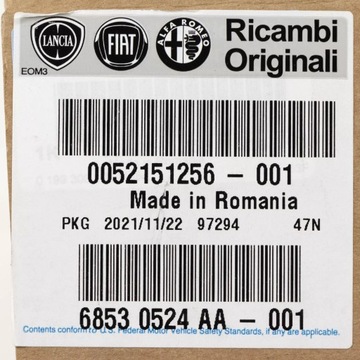 LANCIA FIAT ALFA ROMEO
Ricambi
Originali
EOM3
0052151256 - 001
Made in Romania
PKG 2021/11/22 97294 47N
6853 0524 AA - 001
Contents conform to U.S. Federal Motor Vehicle Safety Standards, if any are applicable.